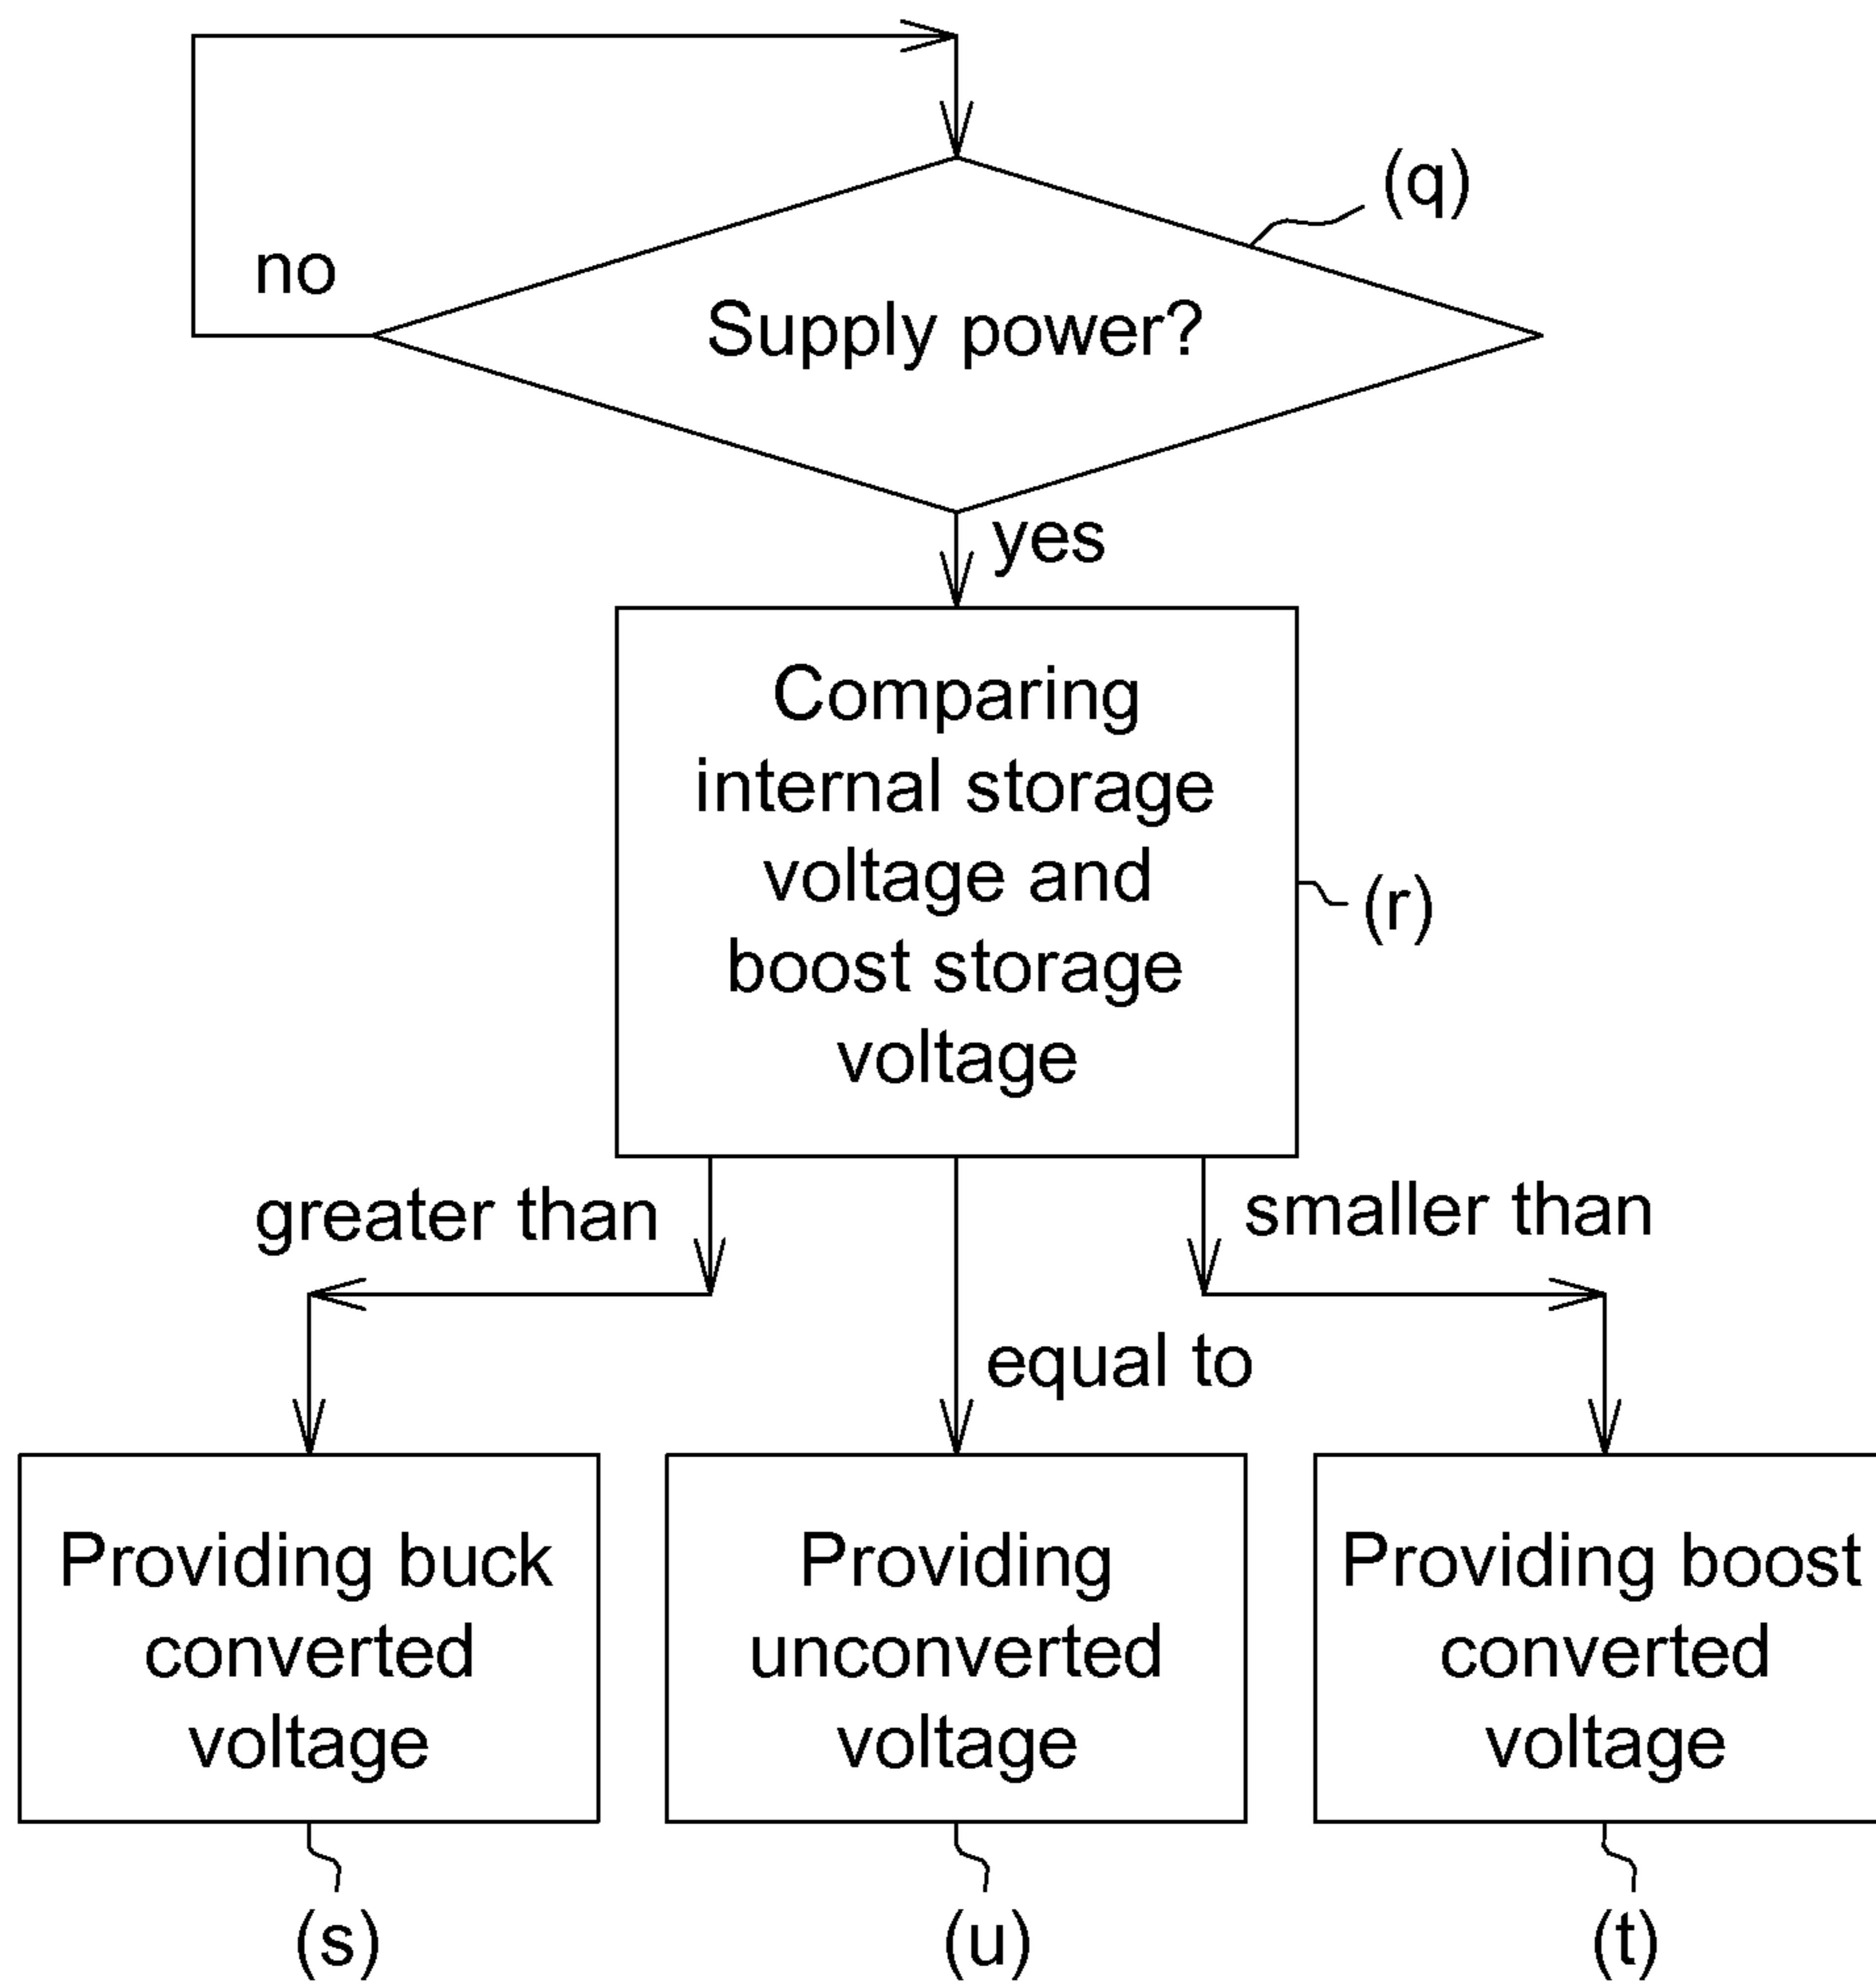 (q)
no
Supply power?
yes
Comparing
internal storage
voltage and
boost storage
voltage
(r)
greater than
smaller than
equal to
Providing buck
converted
voltage
Providing
unconverted
voltage
Providing boost
converted
voltage
(s)
(u)
(t)